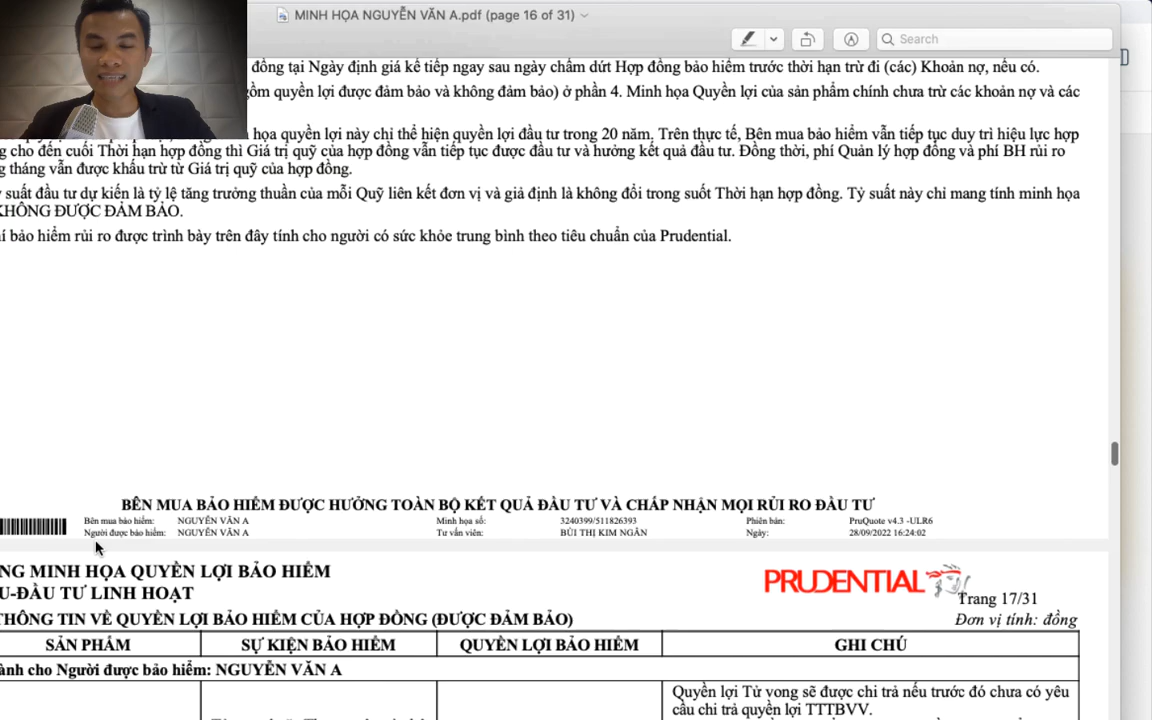 MINH HỌA NGUYỄN VĂN A.pdf (page 16 of 31)
Search
đồng tại Ngày định giá kế tiếp ngay sau ngày chấm dứt Hợp đồng bảo hiểm trước thời hạn trừ đi (các) Khoản nợ, nếu có.
gồm quyền lợi được đảm bảo và không đảm bảo) ở phần 4. Minh họa Quyền lợi của sản phẩm chính chưa trừ các khoản nợ và các
họa quyền lợi này chỉ thể hiện quyền lợi đầu tư trong 20 năm. Trên thực tế, Bên mua bảo hiểm vẫn tiếp tục duy trì hiệu lực hợp
g cho đến cuối Thời hạn hợp đồng thì Giá trị quỹ của hợp đồng vẫn tiếp tục được đầu tư và hưởng kết quả đầu tư. Đồng thời, phí Quản lý hợp đồng và phí BH rủi ro
g tháng vẫn được khấu trừ từ Giá trị quỹ của hợp đồng.
suất đầu tư dự kiến là tỷ lệ tăng trưởng thuần của mỗi Quỹ liên kết đơn vị và giả định là không đổi trong suốt Thời hạn hợp đồng. Tỷ suất này chỉ mang tính minh họa
KHÔNG ĐƯỢC ĐẢM BẢO.
í bảo hiểm rủi ro được trình bày trên đây tính cho người có sức khỏe trung bình theo tiêu chuẩn của Prudential.
BÊN MUA BẢO HIỂM ĐƯỢC HƯỞNG TOÀN BỘ KẾT QUẢ ĐẦU TƯ VÀ CHẤP NHẬN MỌI RỦI RO ĐẦU TƯ
Bên mua bảo hiểm: NGUYỄN VĂN A Minh họa số: 3240399/511826393 Phiên bản: PruQuote v4.3 -ULR6
Người được bảo hiểm: NGUYỄN VĂN A Tư vấn viên: BÙI THỊ KIM NGÂN Ngày: 28/09/2022 16:24:02
NG MINH HỌA QUYỀN LỢI BẢO HIỂM
PRUDENTIAL
U-ĐẦU TƯ LINH HOẠT
Trang 17/31
THÔNG TIN VỀ QUYỀN LỢI BẢO HIỂM CỦA HỢP ĐỒNG (ĐƯỢC ĐẢM BẢO)
Đơn vị tính: đồng
SẢN PHẨM SỰ KIỆN BẢO HIỂM QUYỀN LỢI BẢO HIỂM GHI CHÚ
ành cho Người được bảo hiểm: NGUYỄN VĂN A
Quyền lợi Tử vong sẽ được chi trả nếu trước đó chưa có yêu
cầu chi trả quyền lợi TTTBVV.